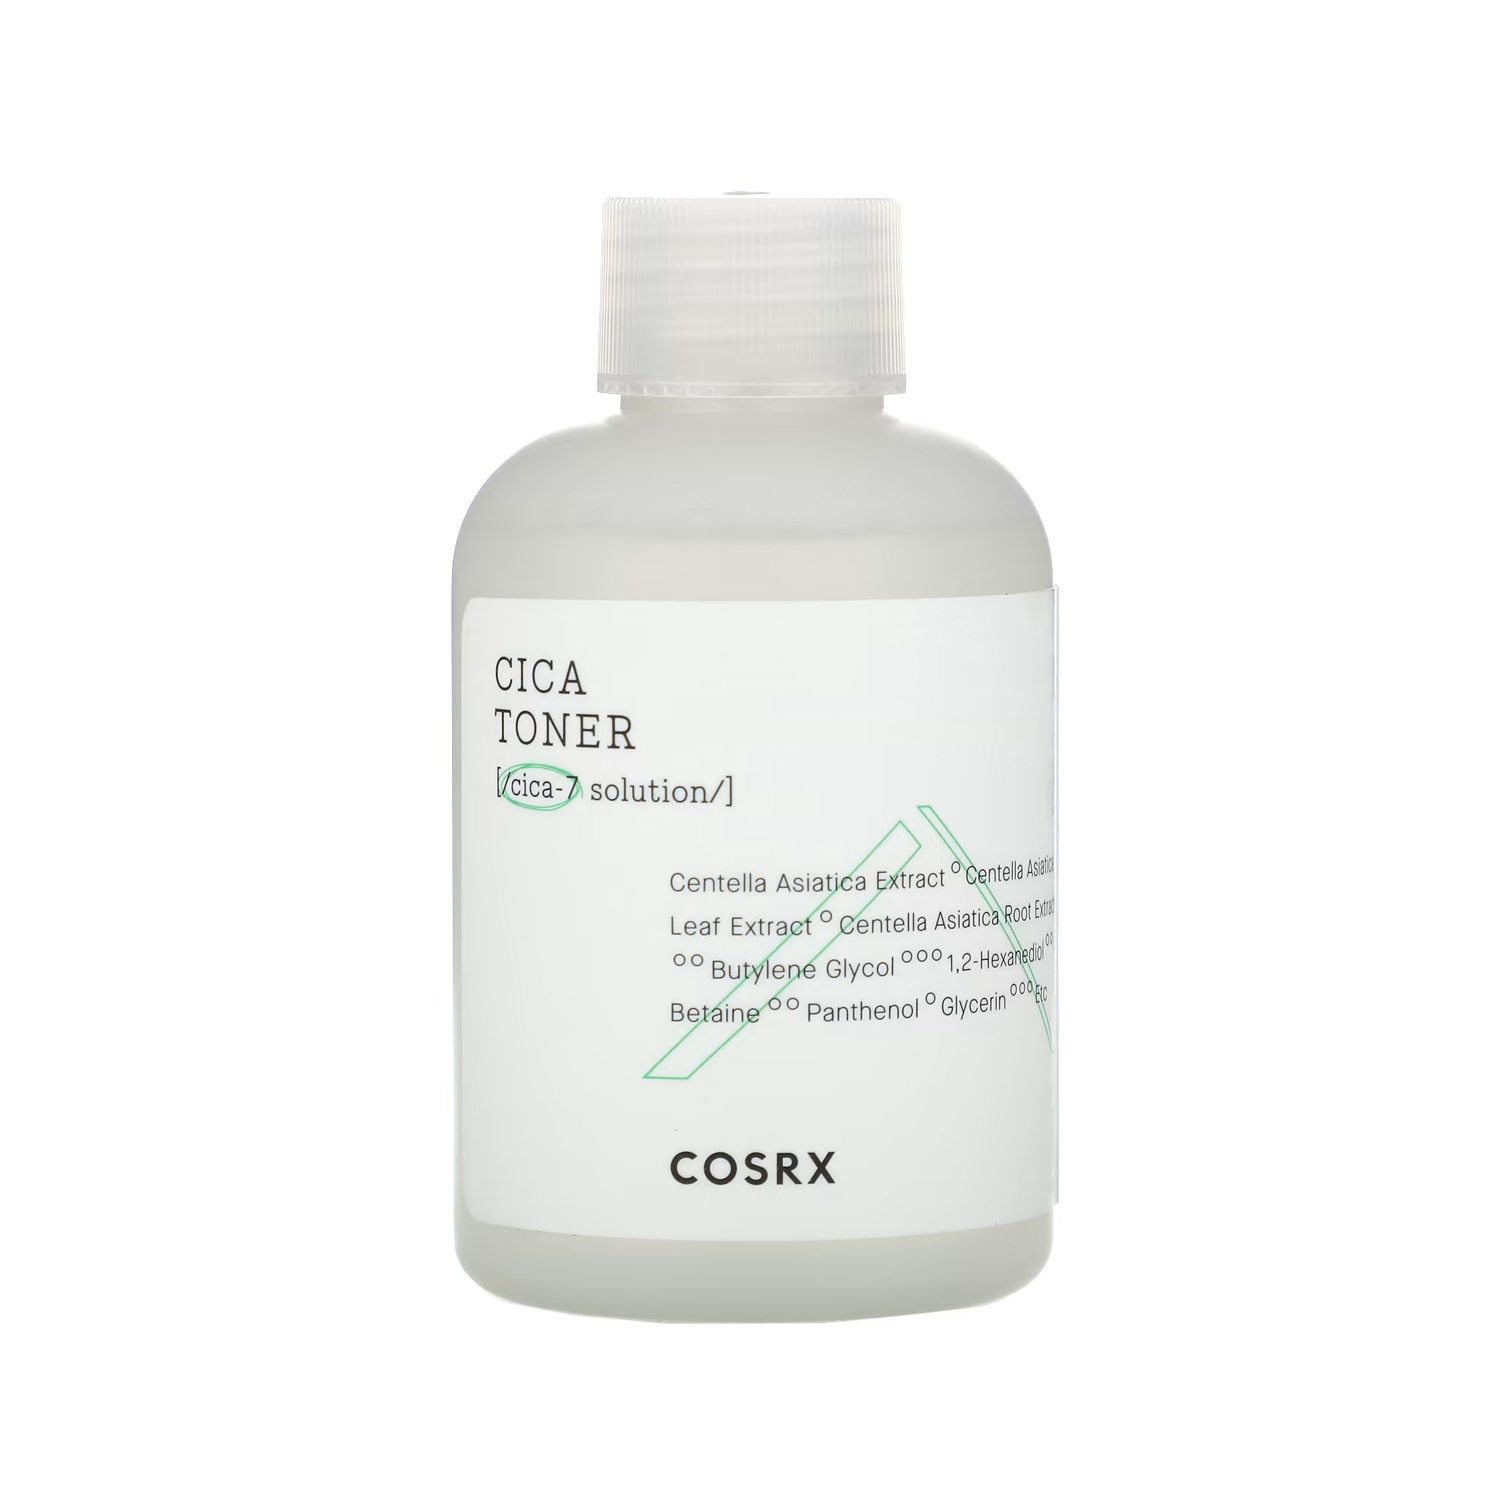 CICA
TONER
[/cica-7 solution/]
Centella Asiatica Extract ° Centella Asiatica
Leaf Extract ° Centella Asiatica Root Extract
°° Butylene Glycol °°° 1,2-Hexanediol °°
Betaine °° Panthenol ° Glycerin °°° Etc
COSRX